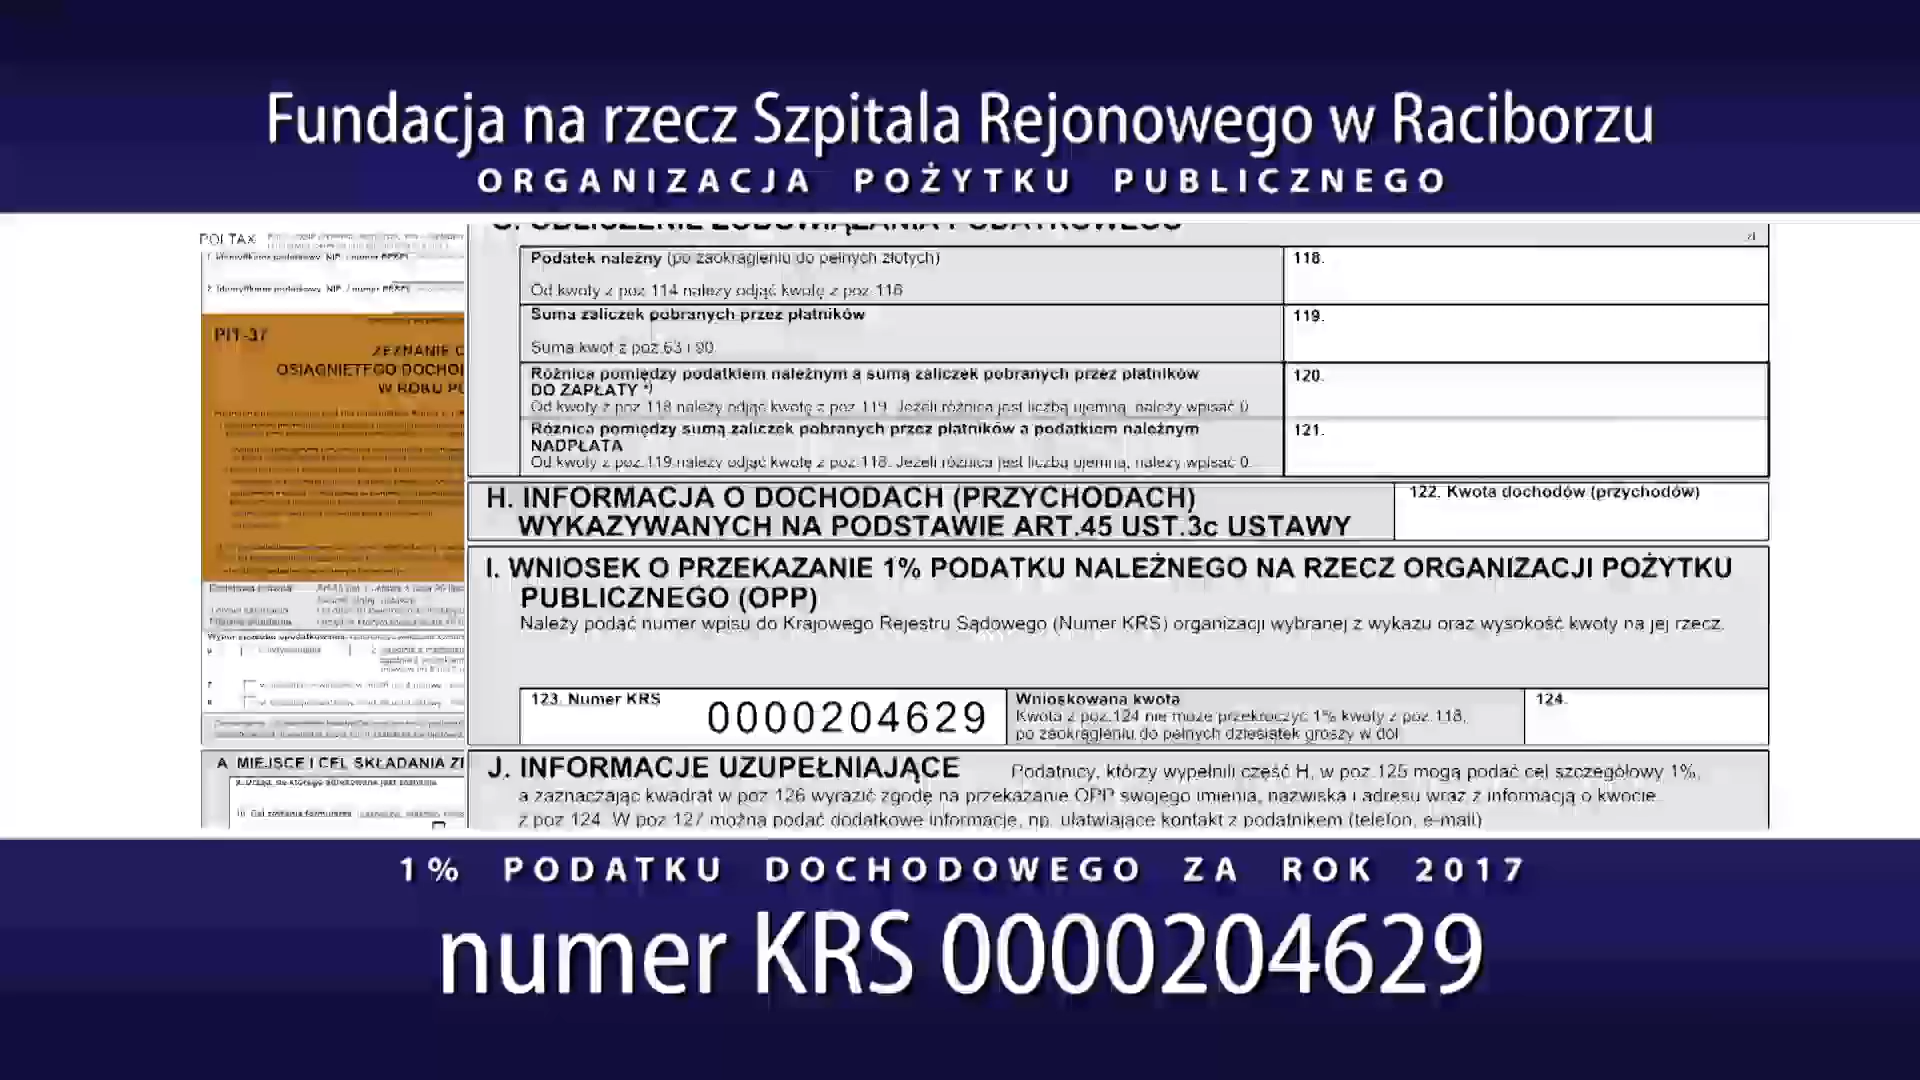 Fundacja na rzecz Szpitala Rejonowego w Raciborzu
ORGANIZACJA POŻYTKU PUBLICZNEGO
POLTAX
PIT-37
ZEZNANIE O
OSIĄGNIĘTEGO DOCHO
W ROKU PO
A MIEJSCE I CEL SKŁADANIA ZE
G. OBLICZENIE ZOBOWIĄZANIA PODATKOWEGO
zł
Podatek należny (po zaokrągleniu do pełnych złotych)
118.
Od kwoty z poz 114 należy odjąć kwotę z poz 116
Suma zaliczek pobranych przez płatników
119.
Suma kwot z poz.63 i 90
Różnica pomiędzy podatkiem należnym a sumą zaliczek pobranych przez płatników
120.
DO ZAPŁATY *)
Od kwoty z poz 118 należy odjąć kwotę z poz 119. Jeżeli różnica jest liczbą ujemną, należy wpisać 0
Różnica pomiędzy sumą zaliczek pobranych przez płatników a podatkiem należnym
121.
NADPŁATA
Od kwoty z poz.119 należy odjąć kwotę z poz 118. Jeżeli różnica jest liczbą ujemną, należy wpisać 0
H. INFORMACJA O DOCHODACH (PRZYCHODACH)
WYKAZYWANYCH NA PODSTAWIE ART.45 UST.3c USTAWY
122. Kwota dochodów (przychodów)
I. WNIOSEK O PRZEKAZANIE 1% PODATKU NALEŻNEGO NA RZECZ ORGANIZACJI POŻYTKU
PUBLICZNEGO (OPP)
Należy podać numer wpisu do Krajowego Rejestru Sądowego (Numer KRS) organizacji wybranej z wykazu oraz wysokość kwoty na jej rzecz.
123. Numer KRS
0000204629
Wnioskowana kwota
Kwota z poz.124 nie może przekroczyć 1% kwoty z poz.118,
po zaokrągleniu do pełnych dziesiątek groszy w dół
124.
J. INFORMACJE UZUPEŁNIAJĄCE
Podatnicy, którzy wypełnili część H, w poz.125 mogą podać cel szczegółowy 1%,
a zaznaczając kwadrat w poz 126 wyrazić zgodę na przekazanie OPP swojego imienia, nazwiska i adresu wraz z informacją o kwocie
z poz 124. W poz 127 można podać dodatkowe informacje, np. ułatwiające kontakt z podatnikiem (telefon, e-mail)
1% PODATKU DOCHODOWEGO ZA ROK 2017
numer KRS 0000204629